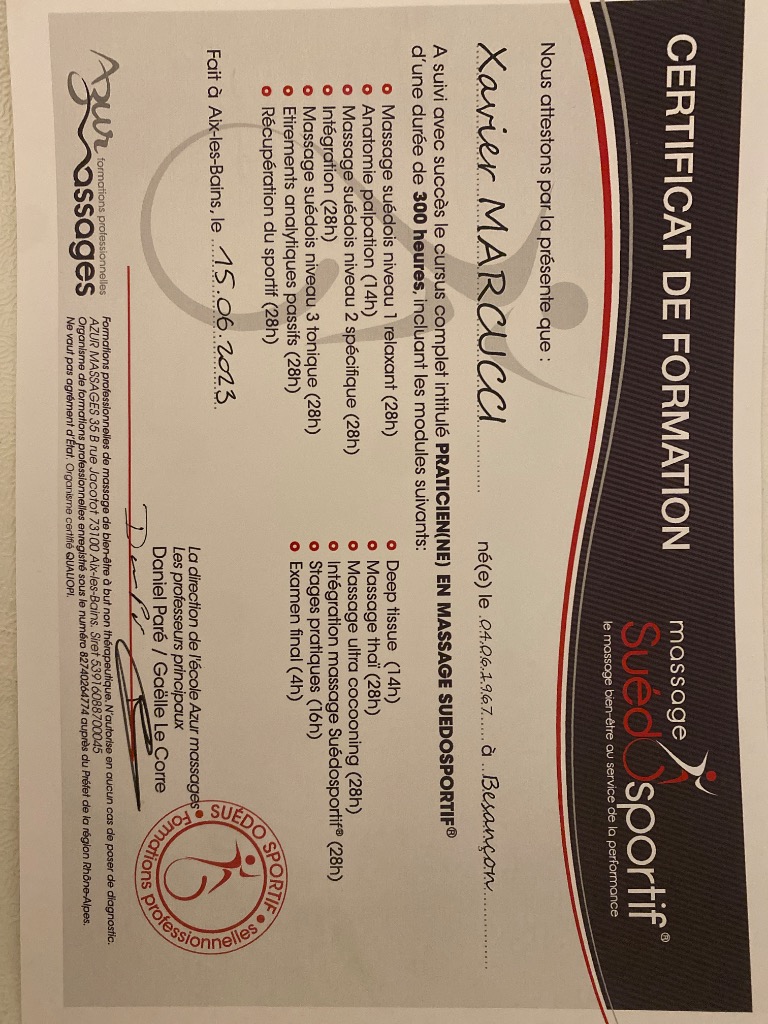 CERTIFICAT DE FORMATION
massage
SuédOsportif®
le massage bien-être au service de la performance
Nous attestons par la présente que :
Xavier MARCUCCI né(e) le 04.06.1967 à Besançon
A suivi avec succès le cursus complet intitulé PRATICIEN(NE) EN MASSAGE SUEDOSPORTIF®
d'une durée de 300 heures, incluant les modules suivants:
Massage suédois niveau 1 relaxant (28h)
Anatomie palpation (14h)
Massage suédois niveau 2 spécifique (28h)
Intégration (28h)
Massage suédois niveau 3 tonique (28h)
Etirements analytiques passifs (28h)
Récupération du sportif (28h)
Deep tissue (14h)
Massage thaï (28h)
Massage ultra cocooning (28h)
Intégration massage Suédosportif® (28h)
Stages pratiques (16h)
Examen final (4h)
Fait à Aix-les-Bains, le 15.06.2023
La direction de l'école Azur massages
Les professeurs principaux
Daniel Paré / Gaëlle Le Corre
SUÉDO SPORTIF
Formations professionnelles
Azur formations professionnelles
Massages
Formations professionnelles de massage de bien-être à but non thérapeutique. N'autorise en aucun cas de poser de diagnostic.
AZUR MASSAGES 35 B rue Jacotot 73100 Aix-les-Bains. Siret 53916088700045
Organisme de formations professionnelles enregistré sous le numéro 82740264774 auprès du Préfet de la région Rhône-Alpes.
Ne vaut pas agrément d'État. Organisme certifié QUALIOPI.